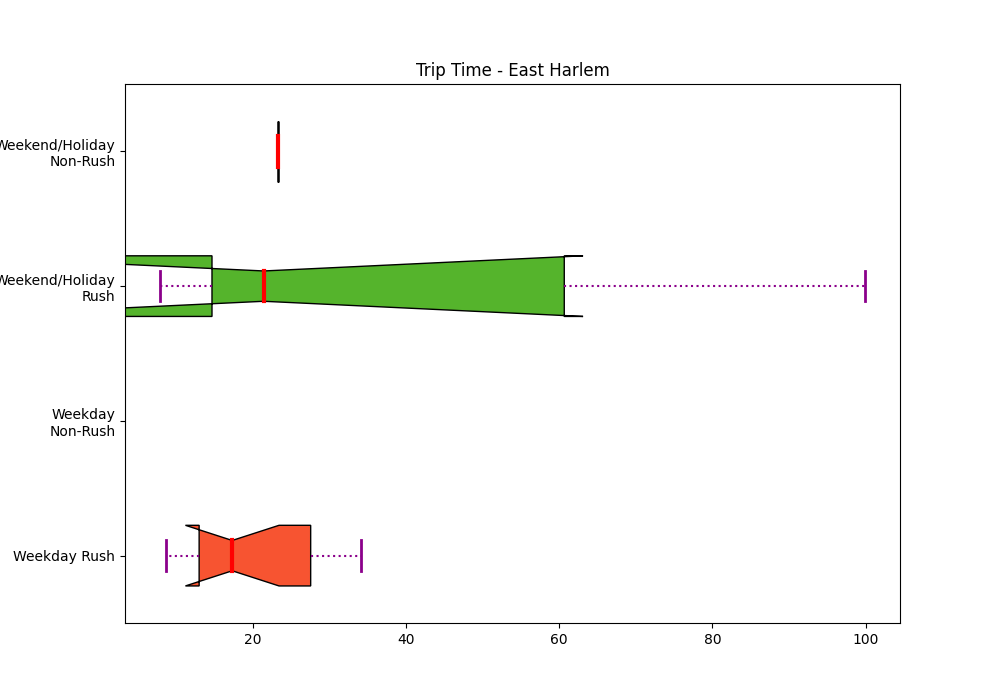 Trip Time - East Harlem
Weekend/Holiday
Non-Rush
Weekend/Holiday
Rush
Weekday
Non-Rush
Weekday Rush
20 40 60 80 100